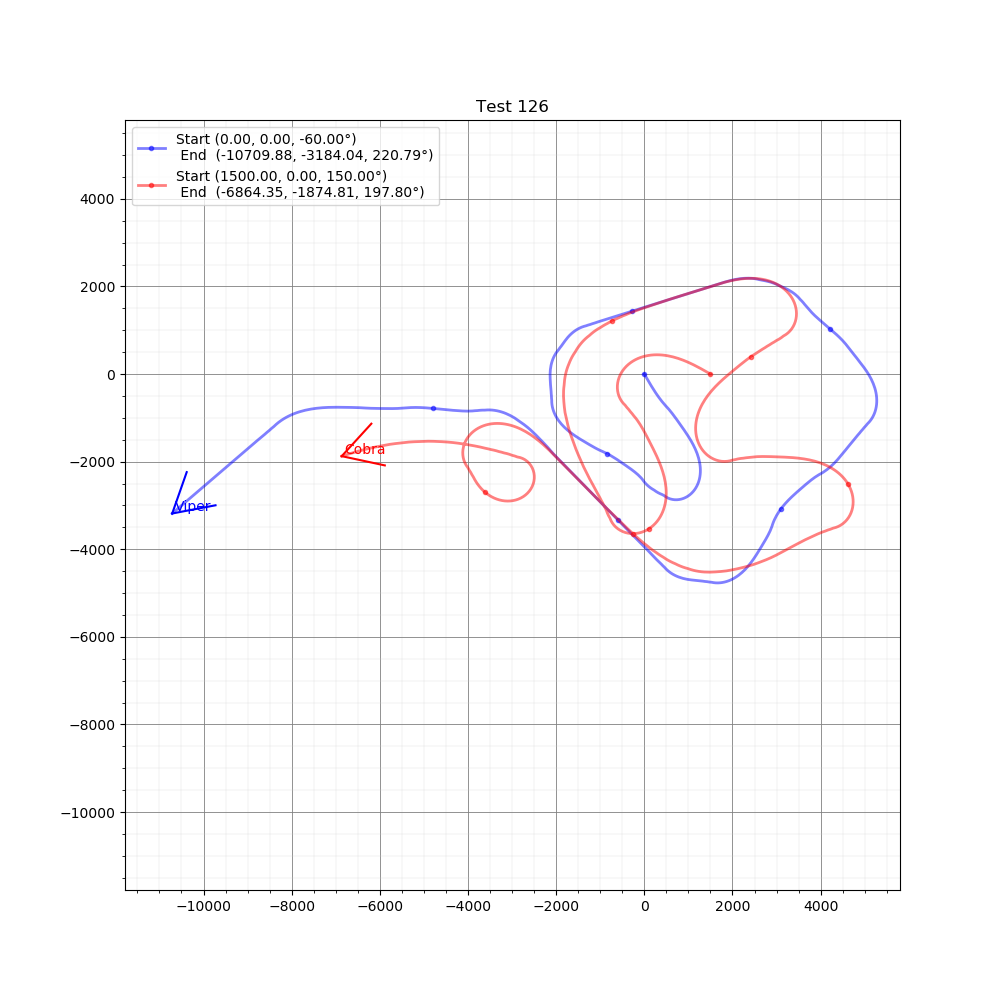 Test 126
Start (0.00, 0.00, -60.00°)
End (-10709.88, -3184.04, 220.79°)
Start (1500.00, 0.00, 150.00°)
End (-6864.35, -1874.81, 197.80°)
4000
2000
0
−2000
−4000
−6000
−8000
−10000
Cobra
Viper
−10000 −8000 −6000 −4000 −2000 0 2000 4000